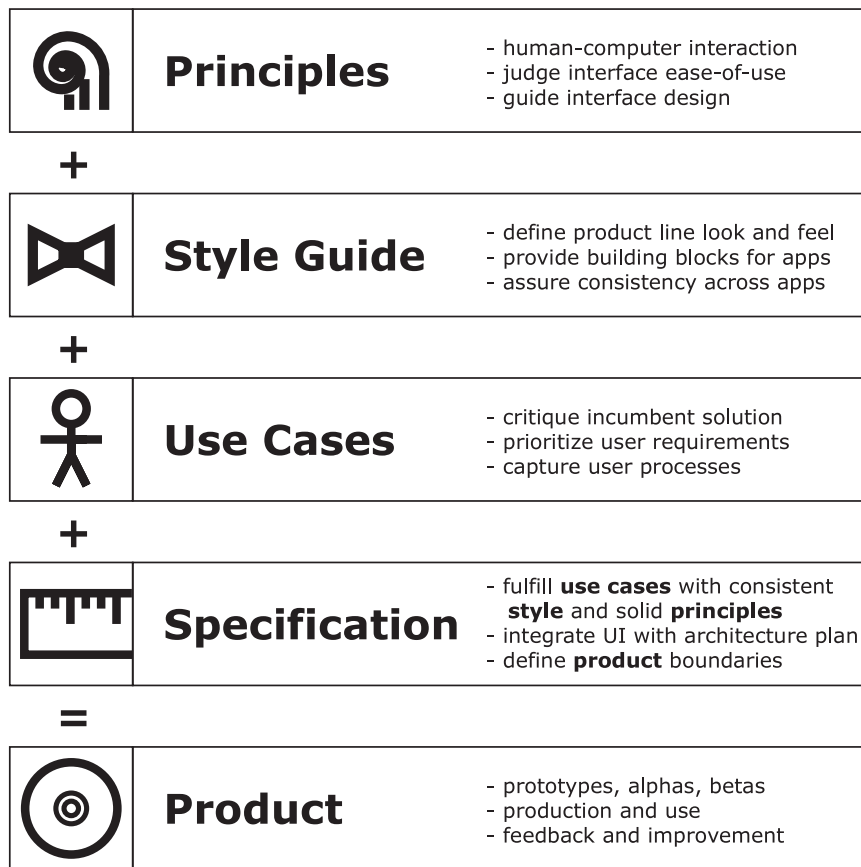 Principles
- human-computer interaction
- judge interface ease-of-use
- guide interface design
+
Style Guide
- define product line look and feel
- provide building blocks for apps
- assure consistency across apps
+
Use Cases
- critique incumbent solution
- prioritize user requirements
- capture user processes
+
Specification
- fulfill use cases with consistent
style and solid principles
- integrate UI with architecture plan
- define product boundaries
=
Product
- prototypes, alphas, betas
- production and use
- feedback and improvement